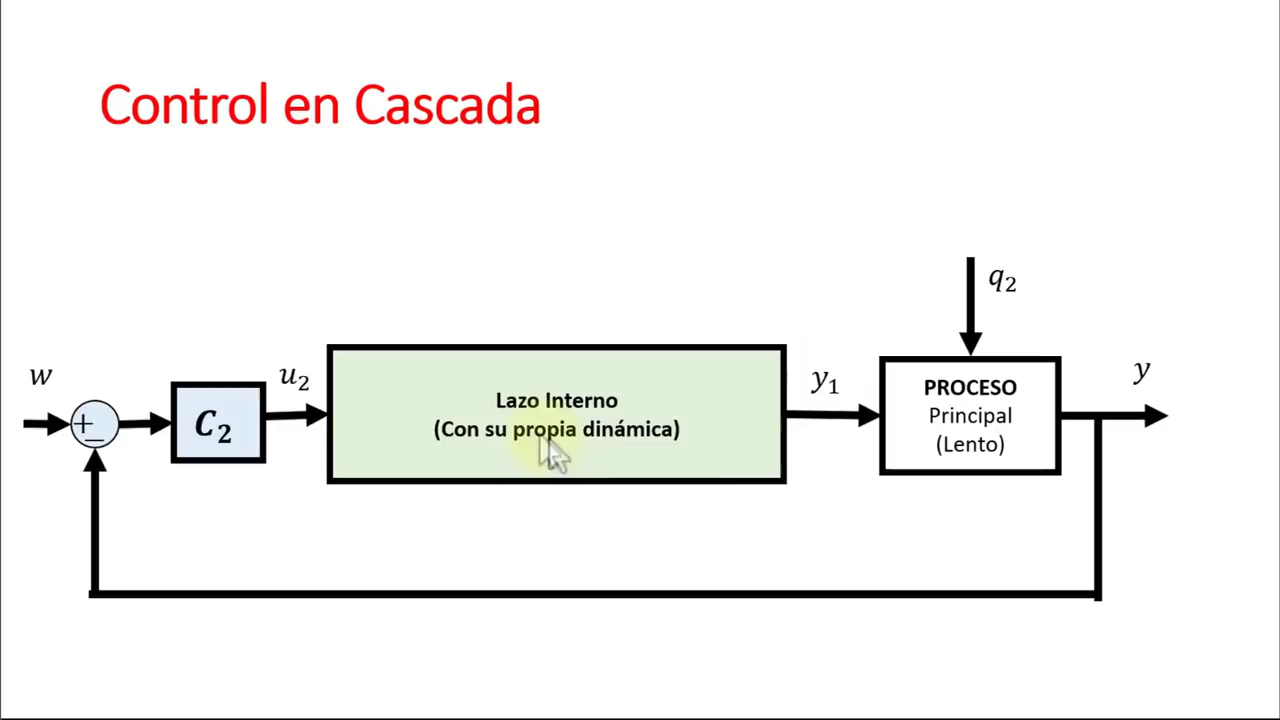 Control en Cascada
q₂
w
+
−
C₂
u₂
Lazo Interno
(Con su propia dinámica)
y₁
PROCESO
Principal
(Lento)
y